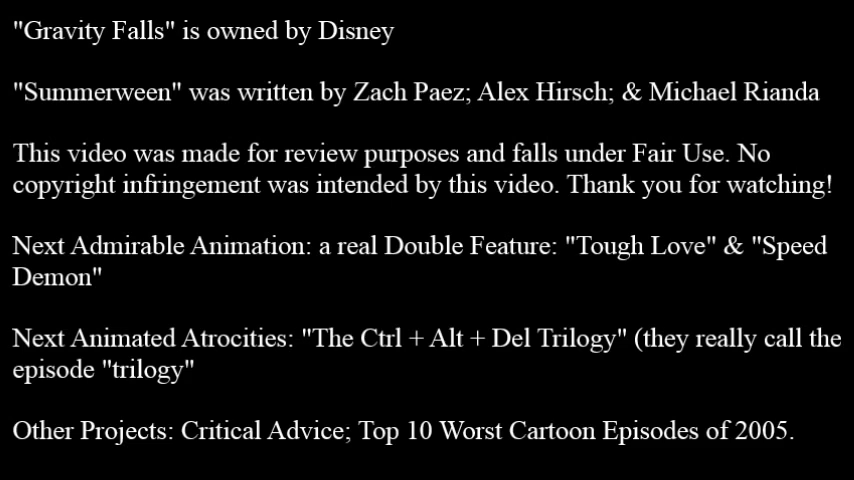 "Gravity Falls" is owned by Disney
"Summerween" was written by Zach Paez; Alex Hirsch; & Michael Rianda
This video was made for review purposes and falls under Fair Use. No
copyright infringement was intended by this video. Thank you for watching!
Next Admirable Animation: a real Double Feature: "Tough Love" & "Speed
Demon"
Next Animated Atrocities: "The Ctrl + Alt + Del Trilogy" (they really call the
episode "trilogy"
Other Projects: Critical Advice; Top 10 Worst Cartoon Episodes of 2005.